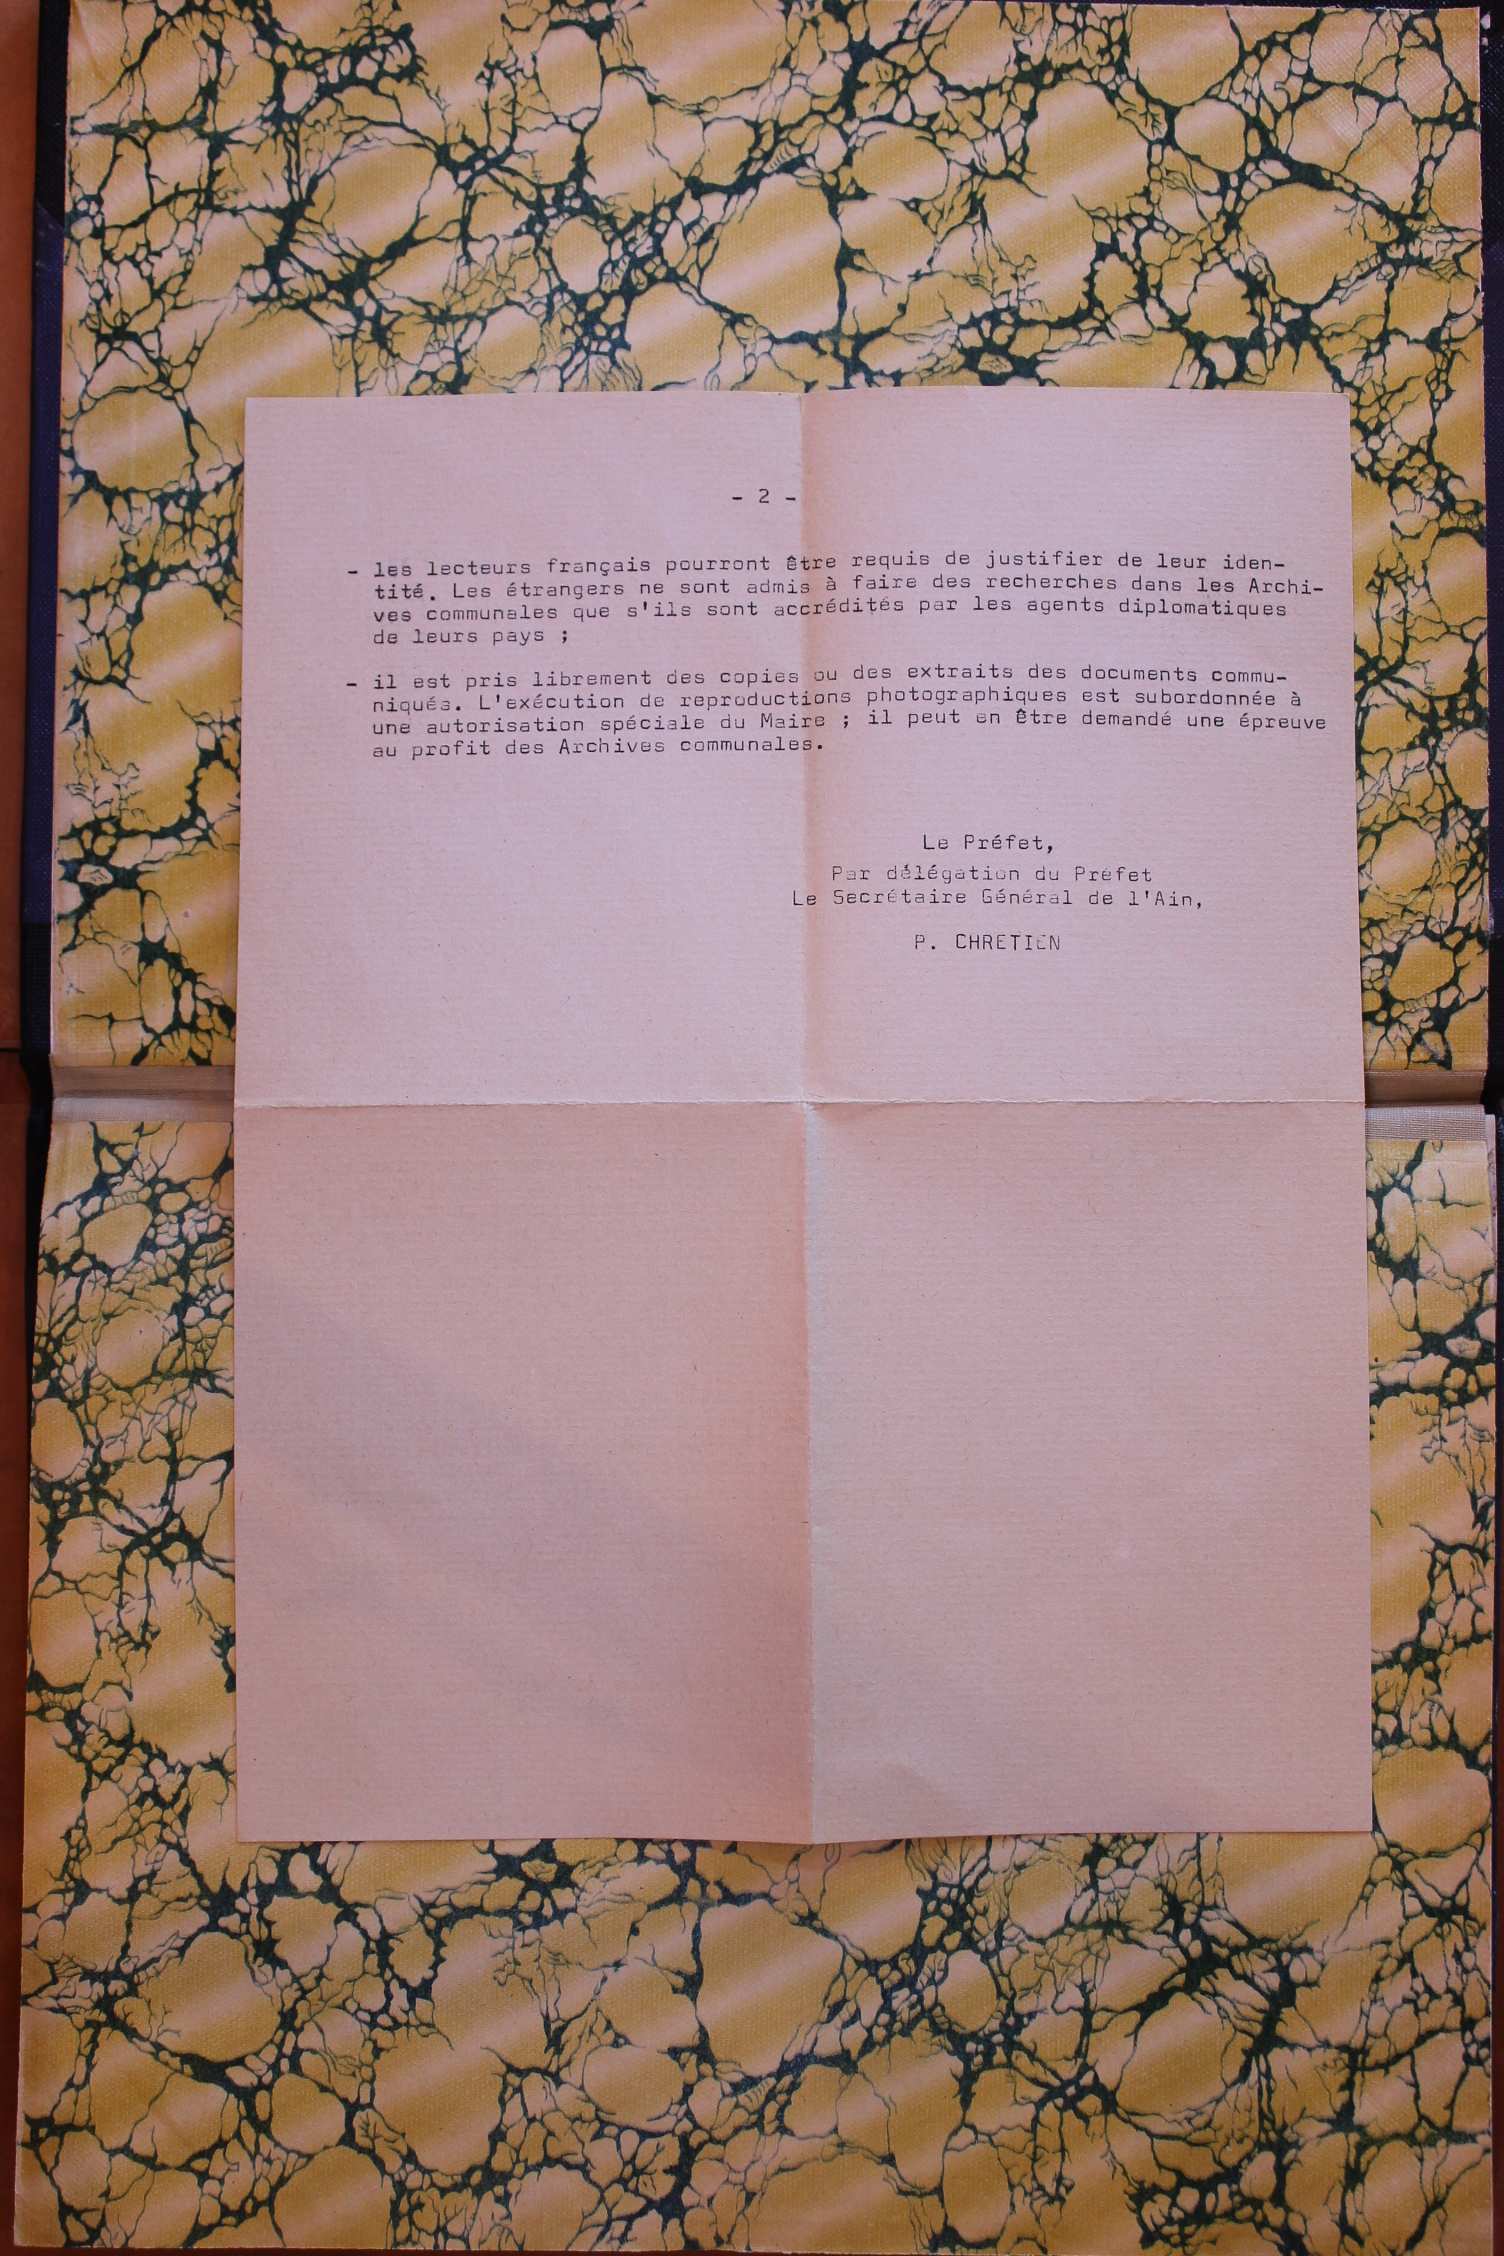 - 2 -
- les lecteurs français pourront être requis de justifier de leur iden-
tité. Les étrangers ne sont admis à faire des recherches dans les Archi-
ves communales que s'ils sont accrédités par les agents diplomatiques
de leurs pays ;
- il est pris librement des copies ou des extraits des documents commu-
niqués. L'exécution de reproductions photographiques est subordonnée à
une autorisation spéciale du Maire ; il peut en être demandé une épreuve
au profit des Archives communales.
Le Préfet,
Par délégation du Préfet
Le Secrétaire Général de l'Ain,
P. CHRETIEN